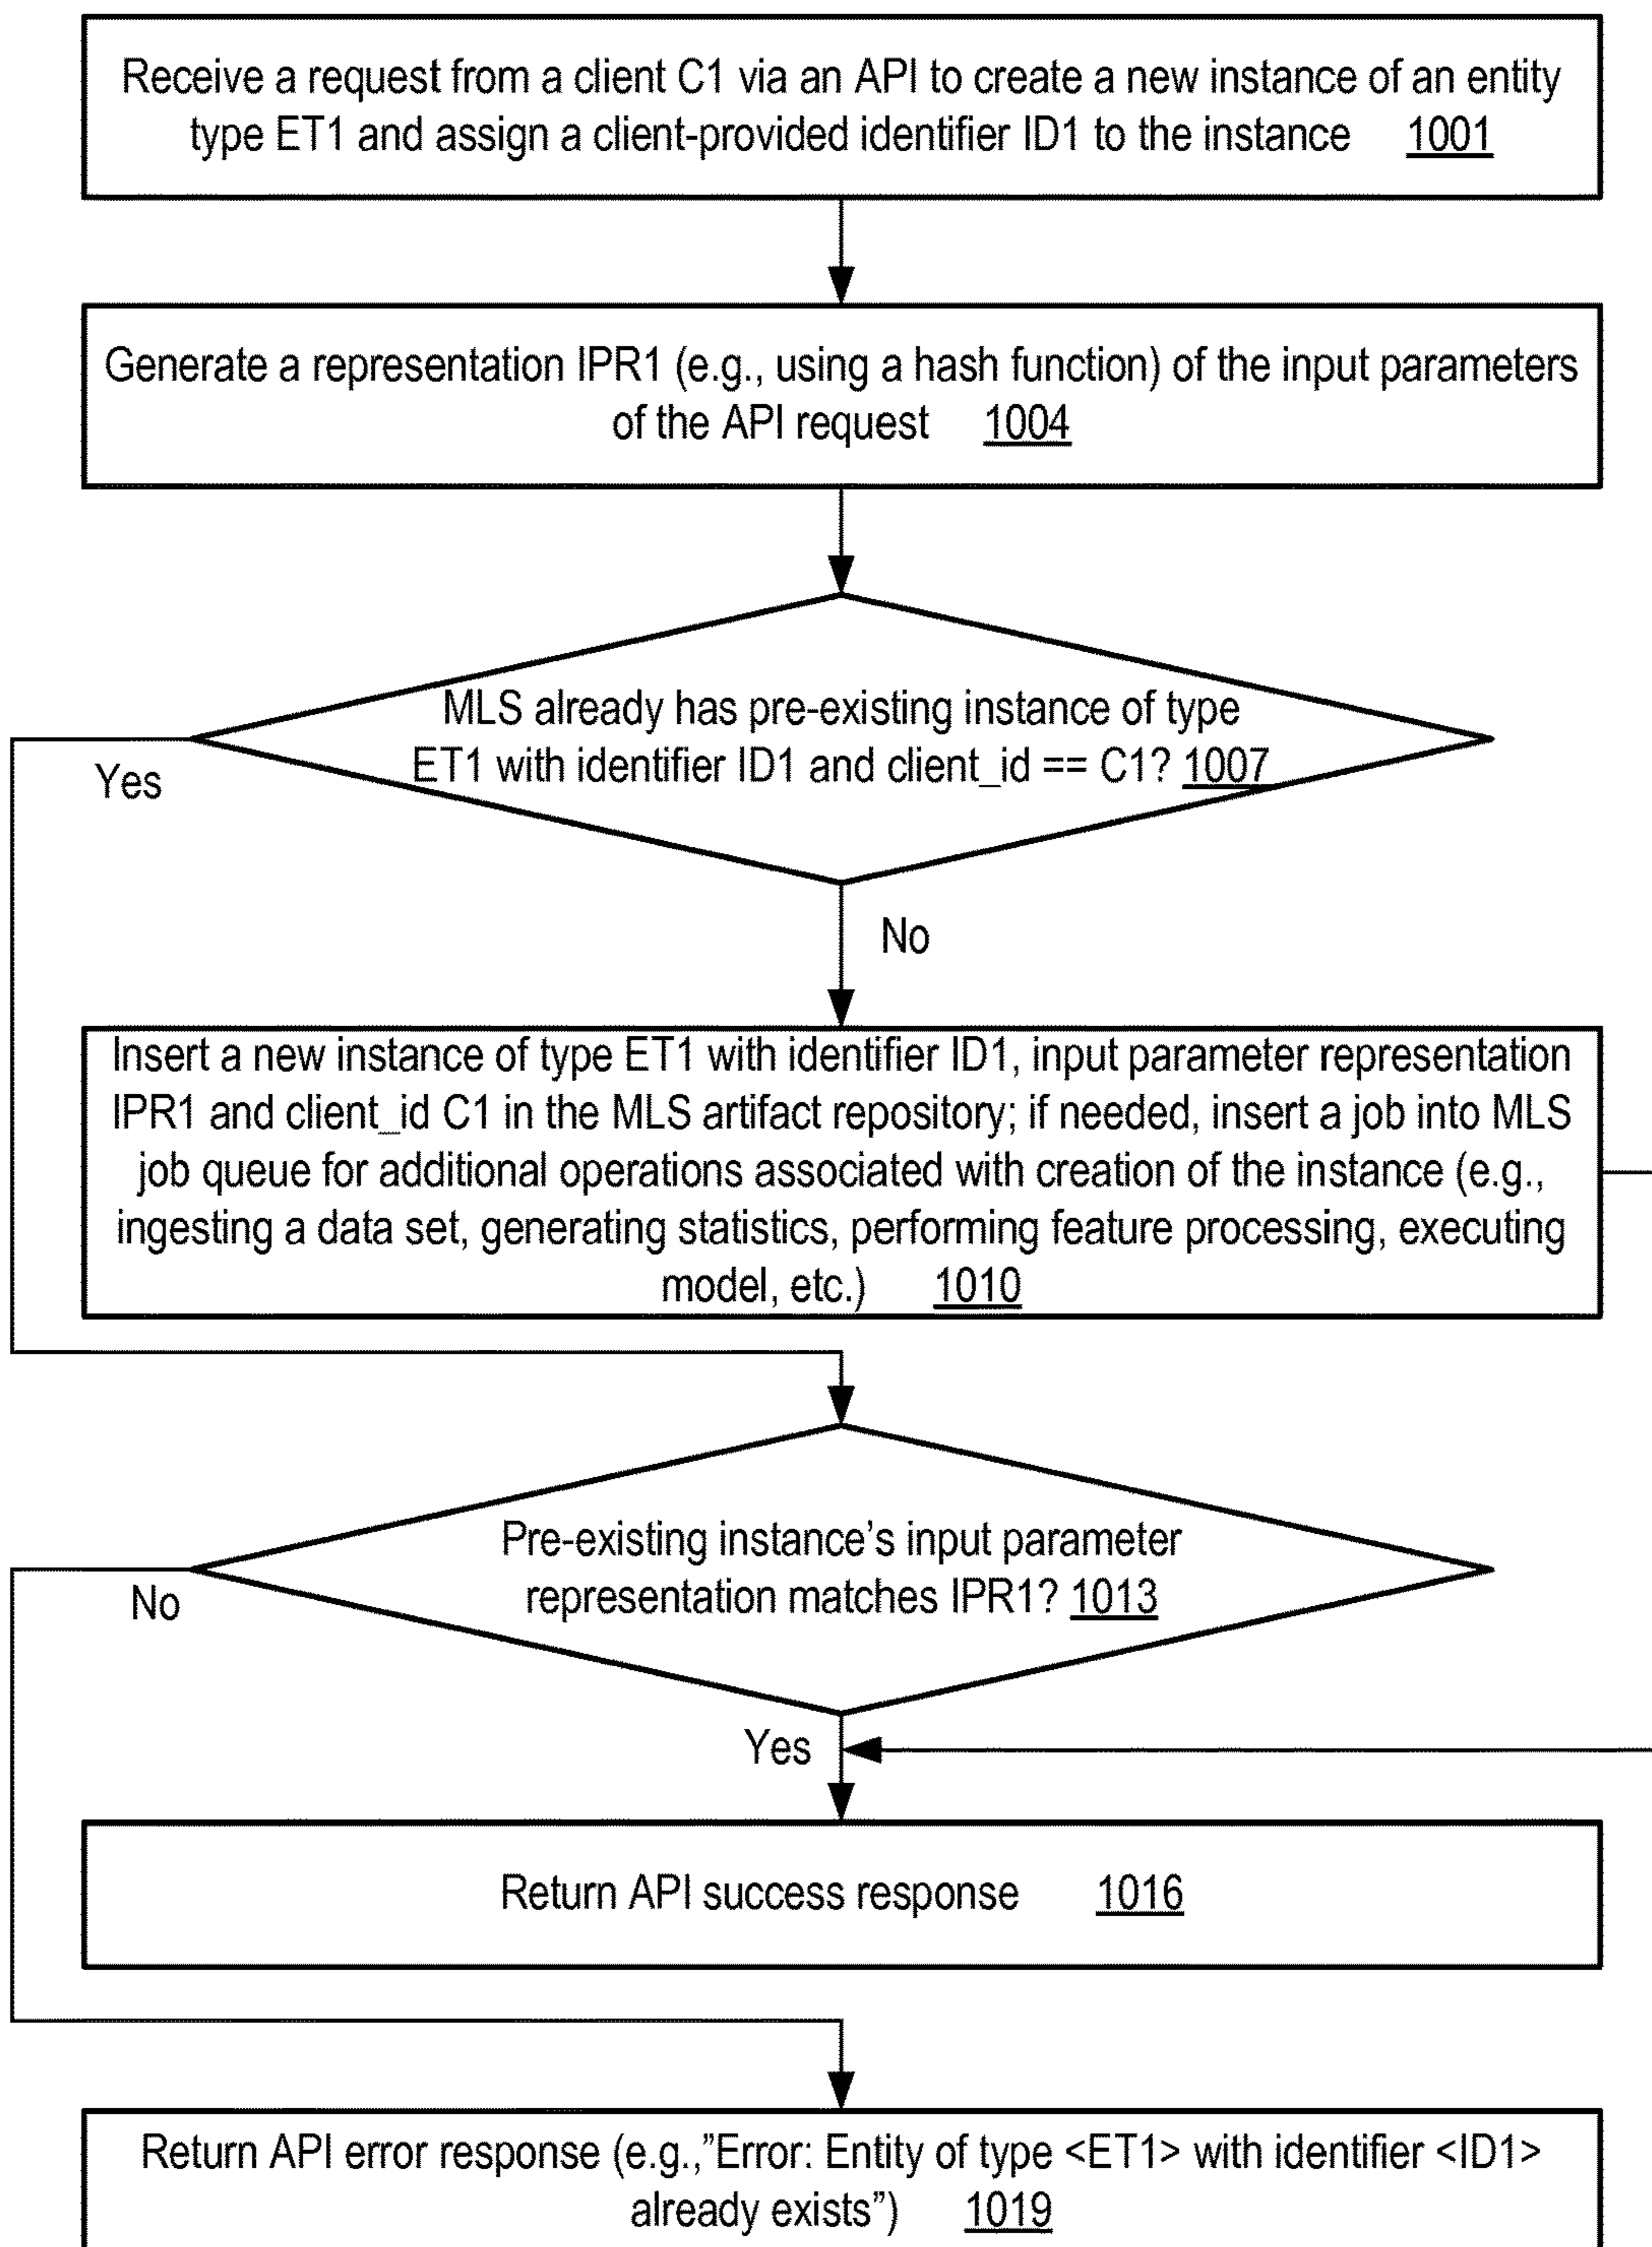 Receive a request from a client C1 via an API to create a new instance of an entity
type ET1 and assign a client-provided identifier ID1 to the instance 1001
Generate a representation IPR1 (e.g., using a hash function) of the input parameters
of the API request 1004
MLS already has pre-existing instance of type
ET1 with identifier ID1 and client_id == C1? 1007
Yes
No
Insert a new instance of type ET1 with identifier ID1, input parameter representation
IPR1 and client_id C1 in the MLS artifact repository; if needed, insert a job into MLS
job queue for additional operations associated with creation of the instance (e.g.,
ingesting a data set, generating statistics, performing feature processing, executing
model, etc.) 1010
Pre-existing instance’s input parameter
representation matches IPR1? 1013
No
Yes
Return API success response 1016
Return API error response (e.g.,”Error: Entity of type <ET1> with identifier <ID1>
already exists”) 1019